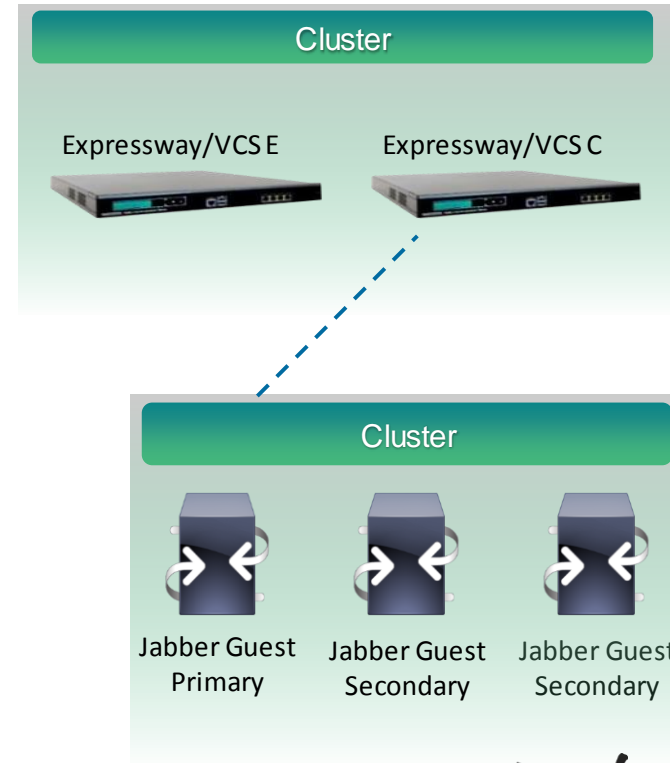 Cluster
Expressway/VCS E
Expressway/VCS C
Cluster
Jabber Guest
Primary
Jabber Guest
Secondary
Jabber Guest
Secondary